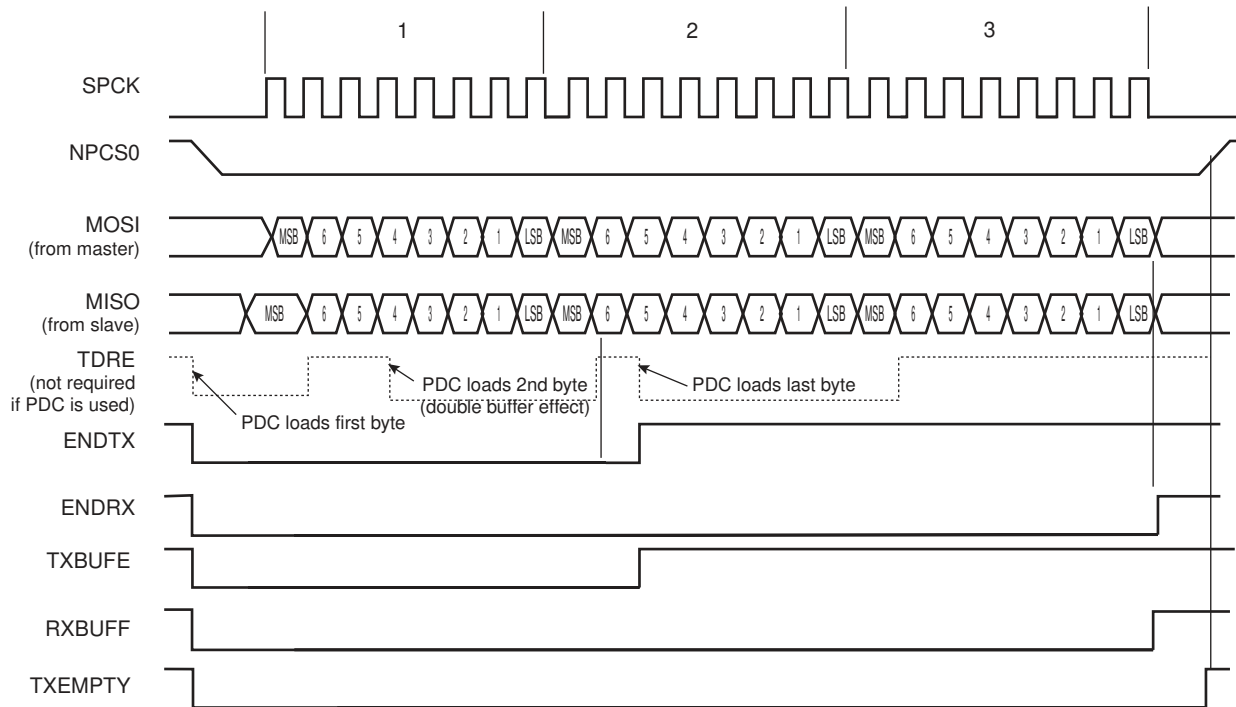 1 2 3
SPCK
NPCS0
MOSI
(from master)
MSB 6 5 4 3 2 1 LSB MSB 6 5 4 3 2 1 LSB MSB 6 5 4 3 2 1 LSB
MISO
(from slave)
MSB 6 5 4 3 2 1 LSB MSB 6 5 4 3 2 1 LSB MSB 6 5 4 3 2 1 LSB
TDRE
(not required
if PDC is used)
PDC loads first byte
PDC loads 2nd byte
(double buffer effect)
PDC loads last byte
ENDTX
ENDRX
TXBUFE
RXBUFF
TXEMPTY